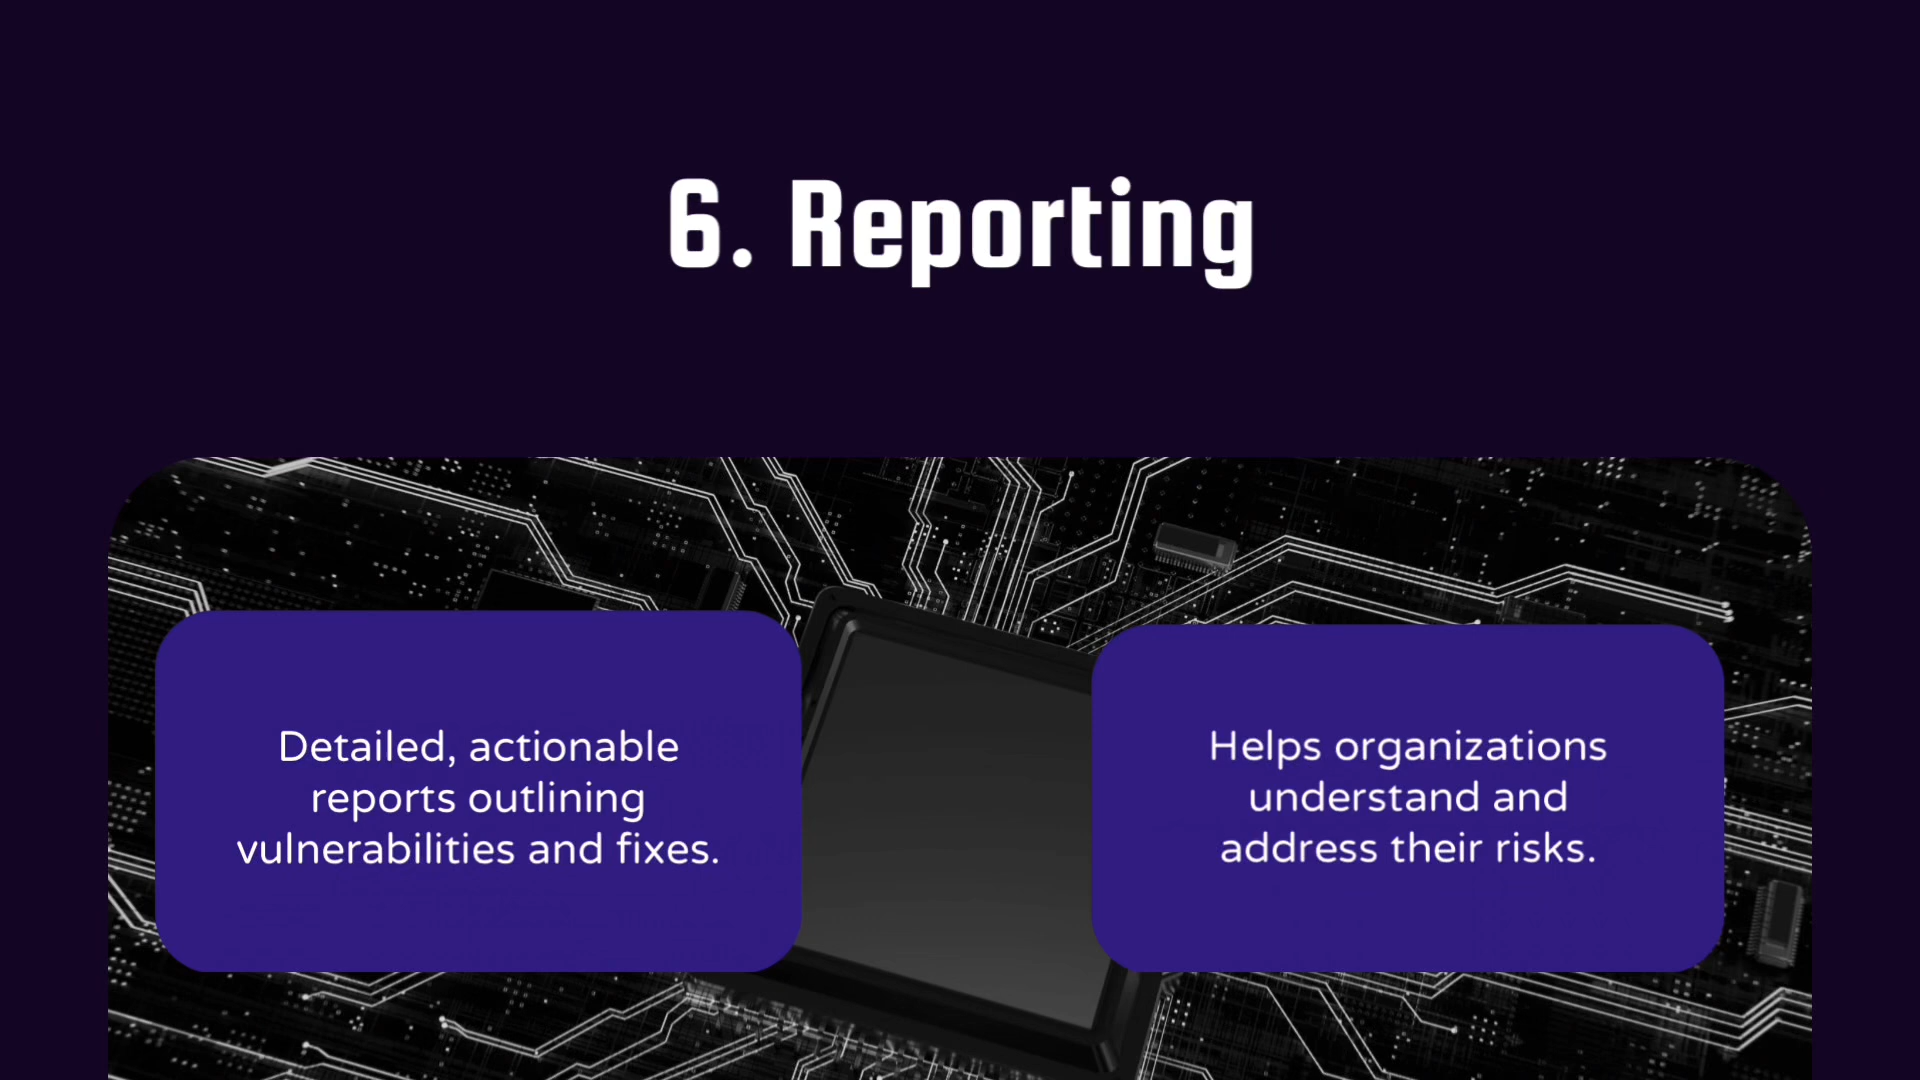 6. Reporting
Detailed, actionable
reports outlining
vulnerabilities and fixes.
Helps organizations
understand and
address their risks.